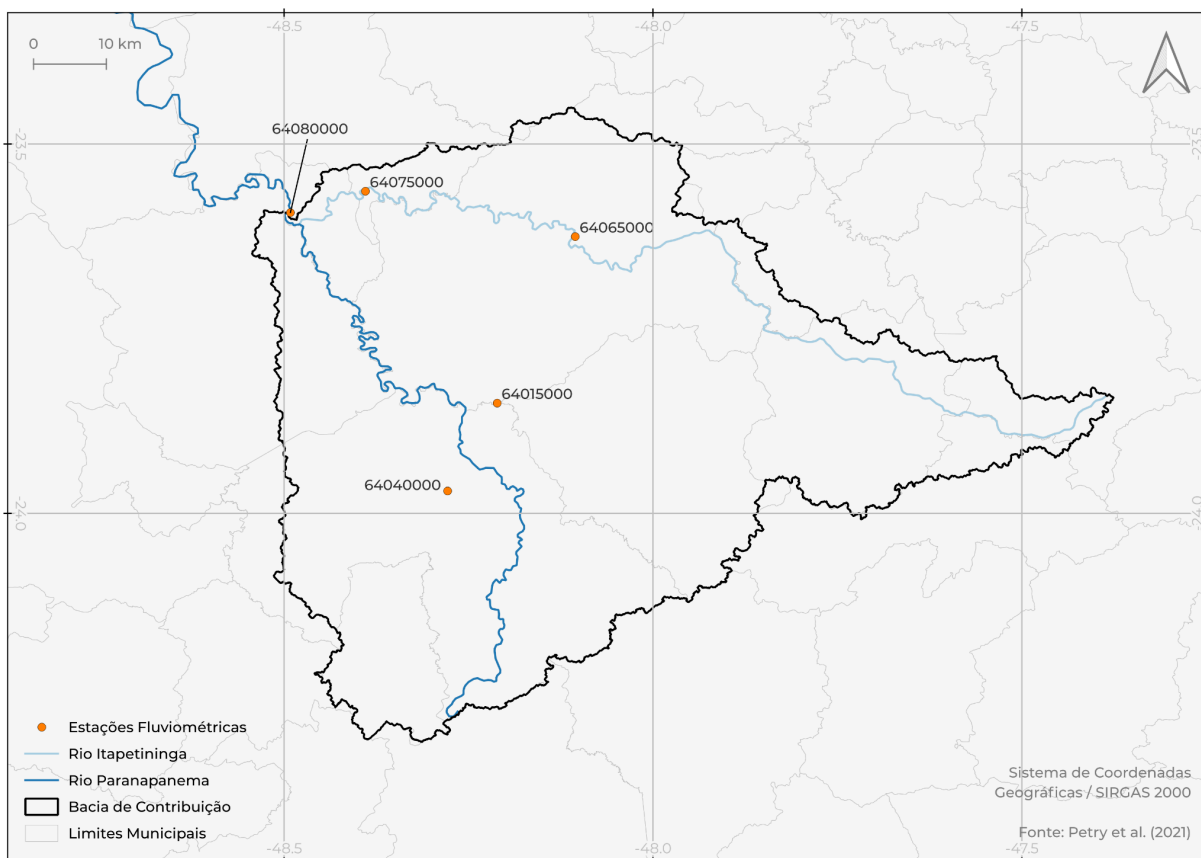 -48.5
-48.0
-47.5
0
10 km
-23.5
-23.5
64080000
64075000
64065000
64015000
64040000
-24.0
-24.0
Estações Fluviométricas
Rio Itapetininga
Rio Paranapanema
Bacia de Contribuição
Limites Municipais
Sistema de Coordenadas
Geográficas / SIRGAS 2000
Fonte: Petry et al. (2021)
-48.5
-48.0
-47.5